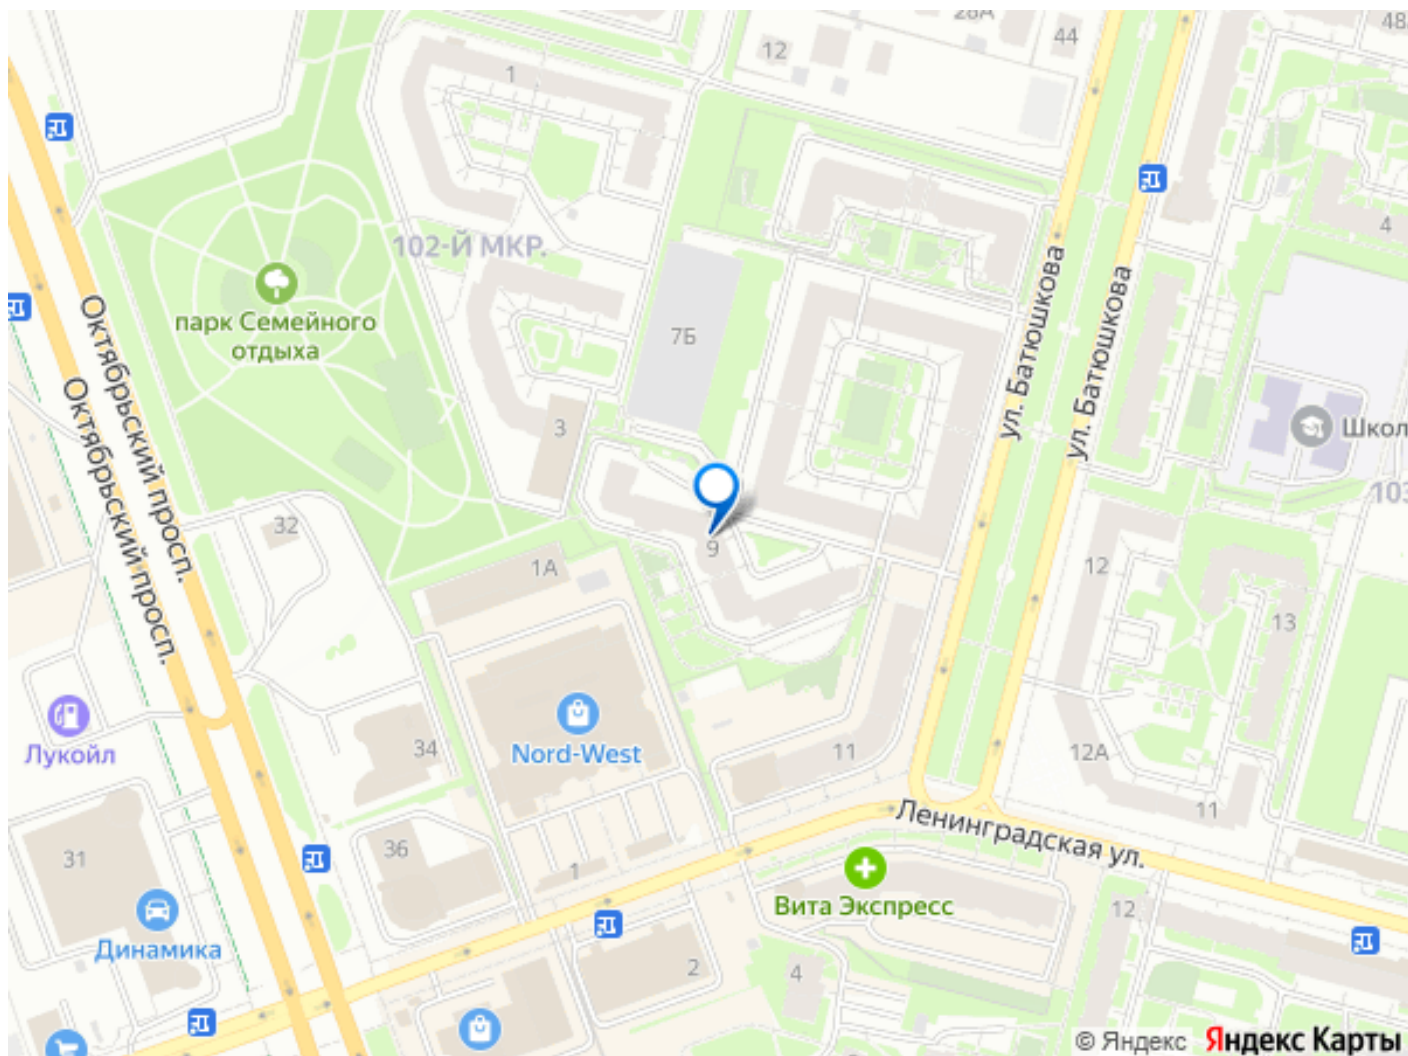 28А
48
44
12
1
4
102-Й МКР.
парк Семейного
отдыха
7Б
Октябрьский просп.
Октябрьский просп.
ул. Батюшкова
ул. Батюшкова
3
Школ
103
32
9
1А
12
13
Лукойл
34
Nord-West
11
12А
11
Ленинградская ул.
31
36
1
Динамика
Вита Экспресс
12
2
4
© Яндекс Яндекс Карты